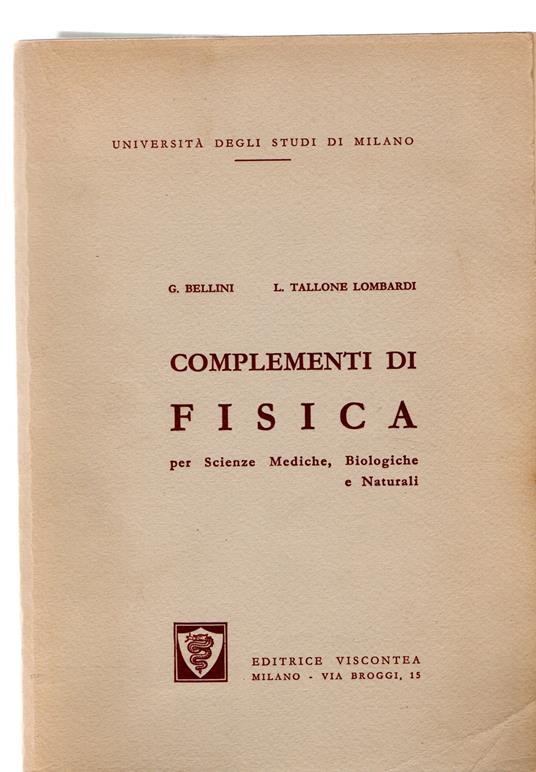 UNIVERSITÀ DEGLI STUDI DI MILANO
G. BELLINI L. TALLONE LOMBARDI
COMPLEMENTI DI
FISICA
per Scienze Mediche, Biologiche
e Naturali
EDITRICE VISCONTEA
MILANO - VIA BROGGI, 15